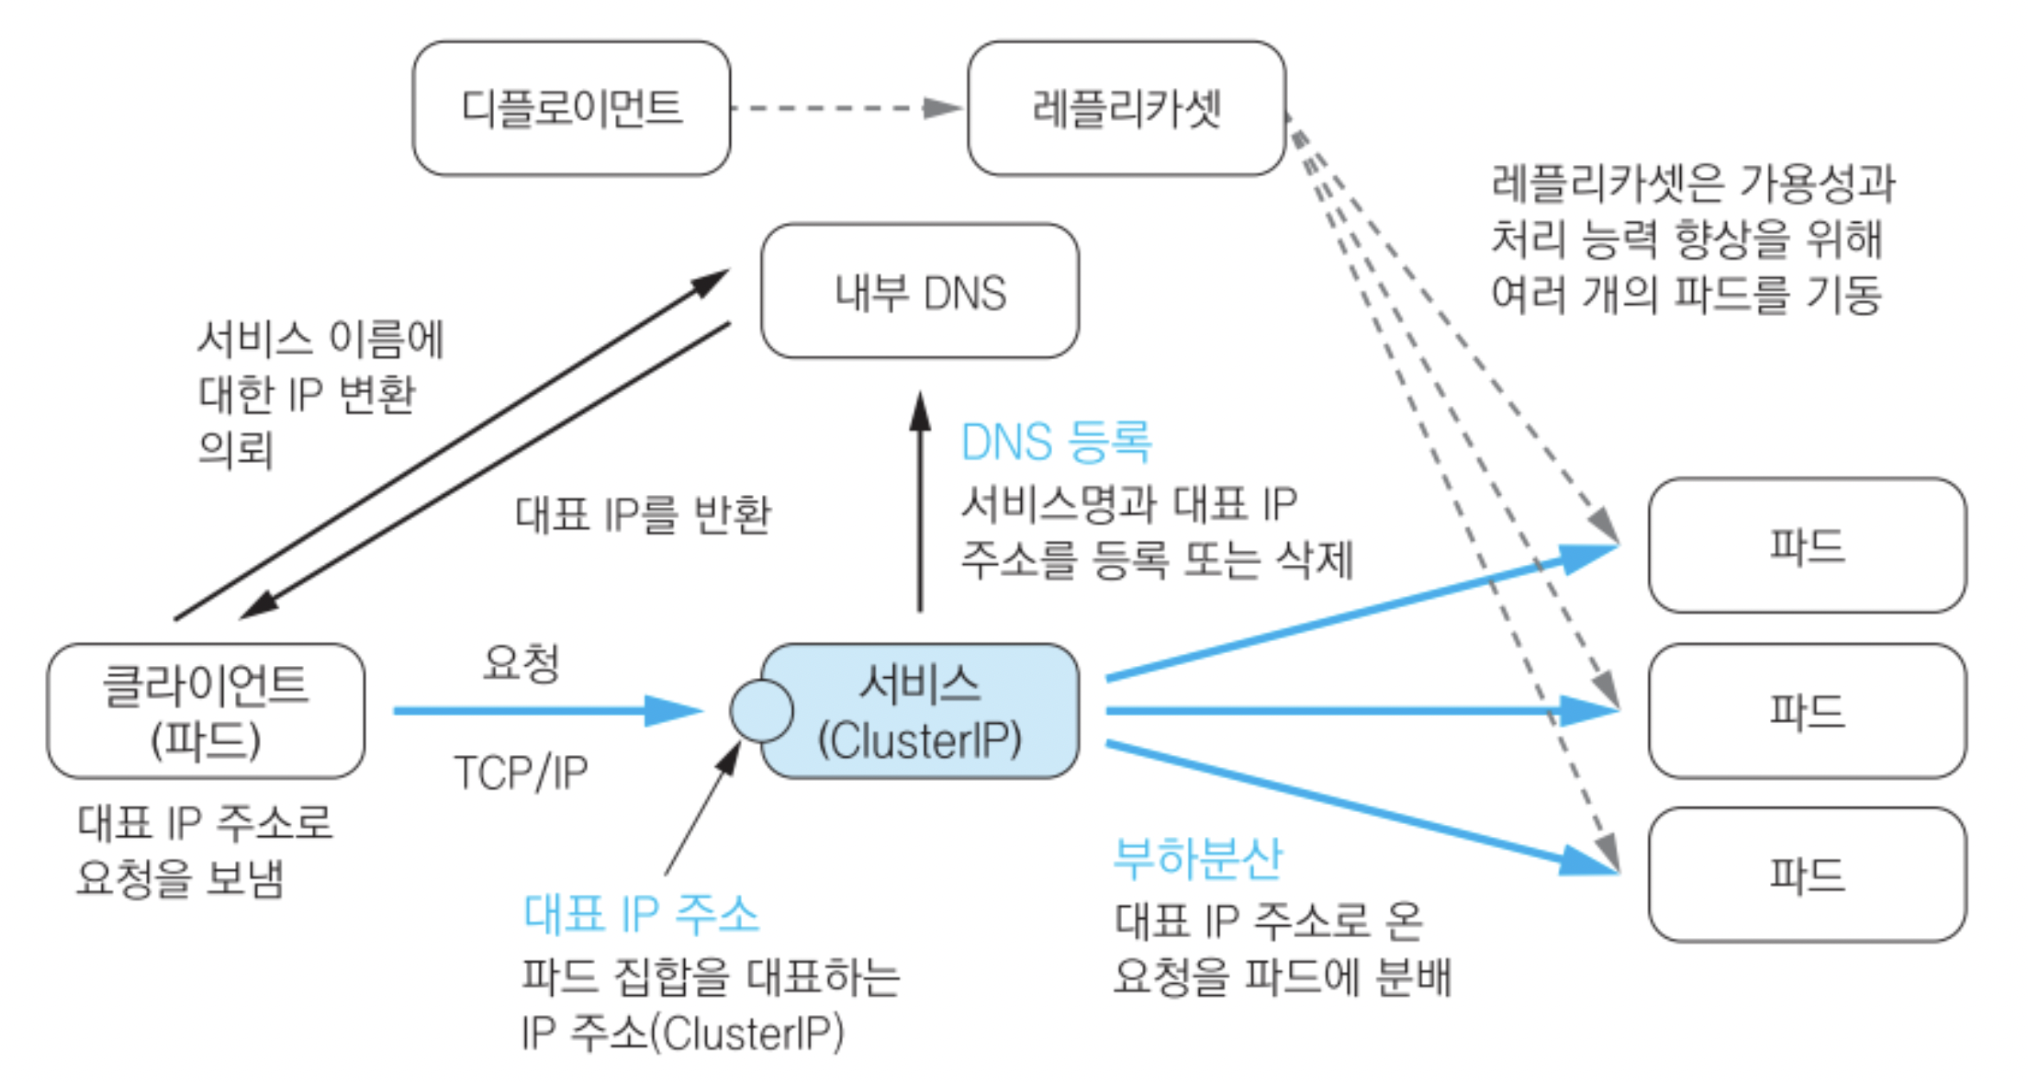 디플로이먼트
레플리카셋
레플리카셋은 가용성과
처리 능력 향상을 위해
여러 개의 파드를 기동
내부 DNS
서비스 이름에
대한 IP 변환
의뢰
대표 IP를 반환
DNS 등록
서비스명과 대표 IP
주소를 등록 또는 삭제
파드
클라이언트
(파드)
요청
TCP/IP
서비스
(ClusterIP)
파드
대표 IP 주소로
요청을 보냄
파드
대표 IP 주소
파드 집합을 대표하는
IP 주소(ClusterIP)
부하분산
대표 IP 주소로 온
요청을 파드에 분배